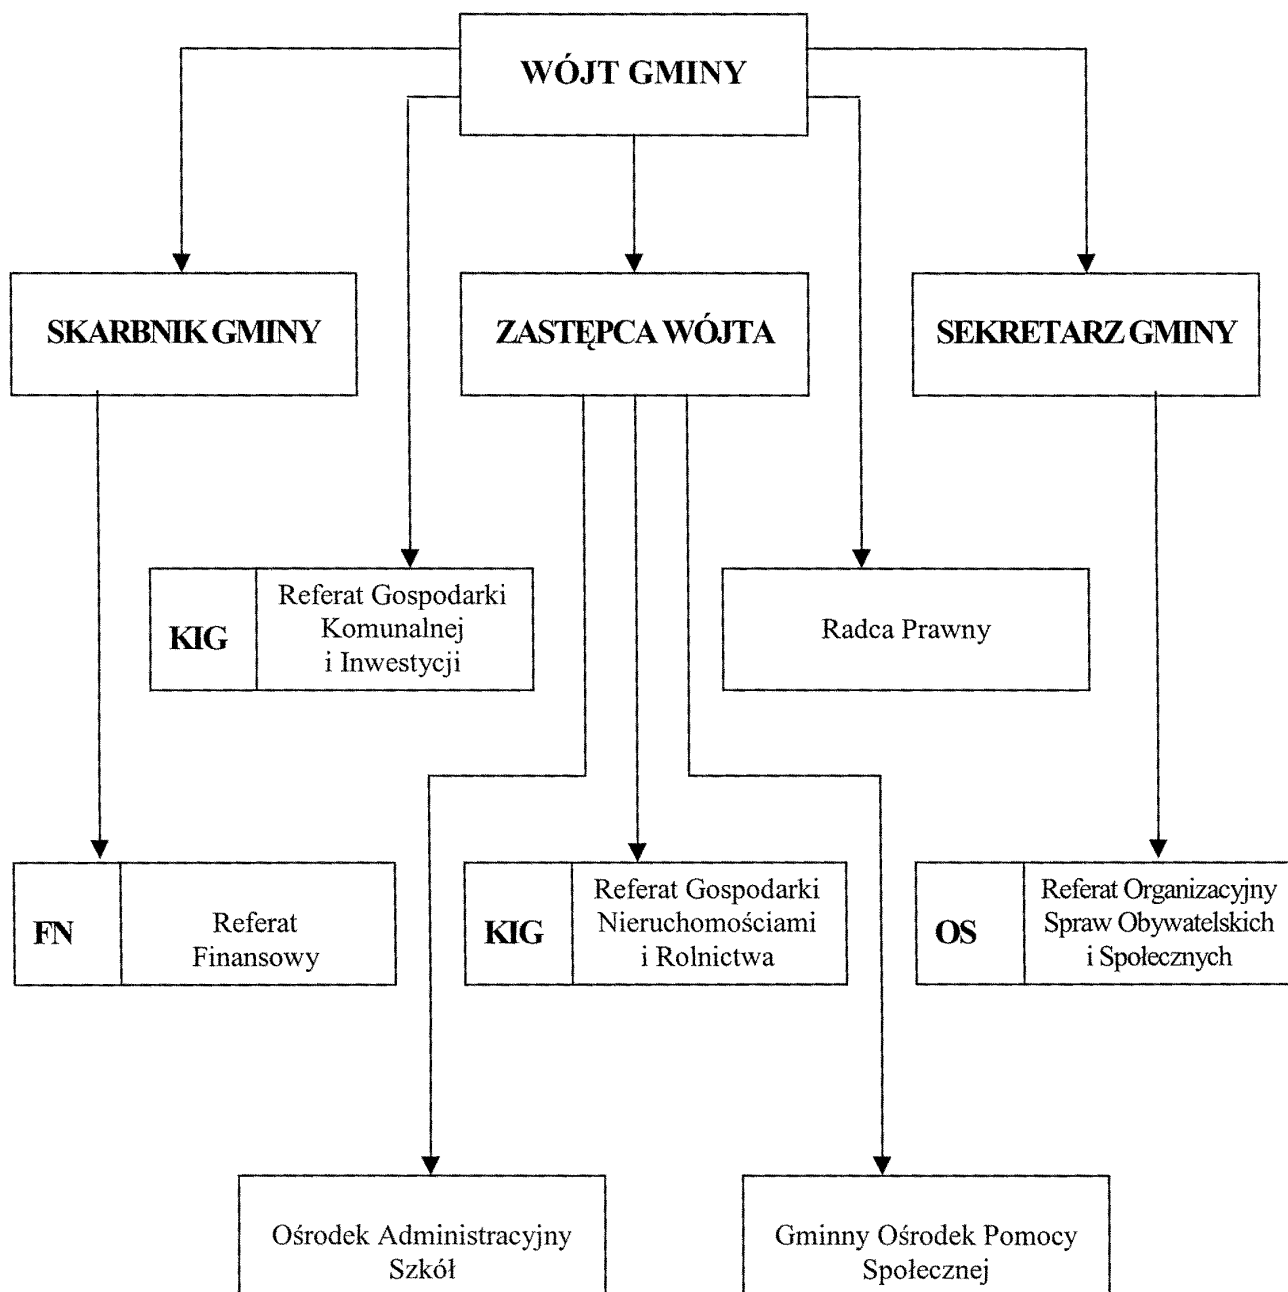 WÓJT GMINY
SKARBNIK GMINY
ZASTĘPCA WÓJTA
SEKRETARZ GMINY
KIG
Referat Gospodarki
Komunalnej
i Inwestycji
Radca Prawny
FN
Referat
Finansowy
KIG
Referat Gospodarki
Nieruchomościami
i Rolnictwa
OS
Referat Organizacyjny
Spraw Obywatelskich
i Społecznych
Ośrodek Administracyjny
Szkół
Gminny Ośrodek Pomocy
Społecznej